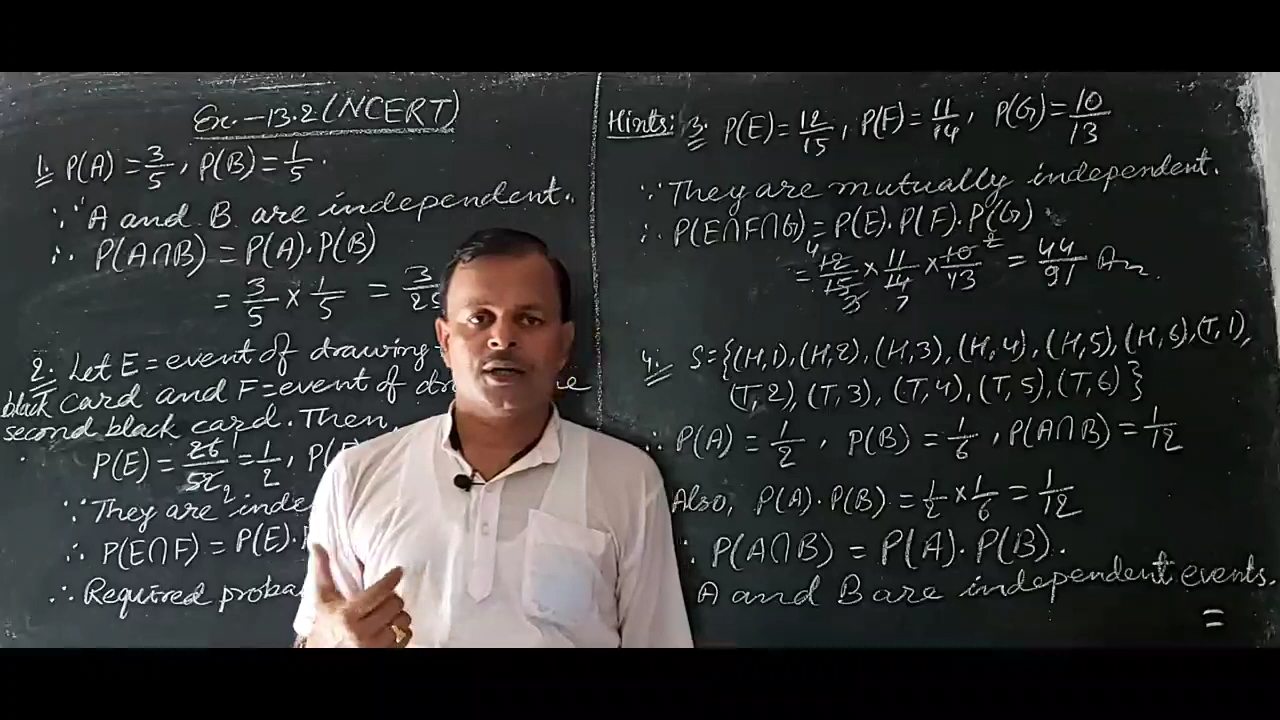 Ex.-13.2 (NCERT)
1. P(A) = 3/5, P(B) = 1/5.
∵ A and B are independent.
∴ P(A∩B) = P(A).P(B)
= 3/5 × 1/5 = 3/25
2. Let E = event of drawing
black card and F = event of
second black card. Then,
P(E) = 26/52 = 1/2,
∵ They are
∴ P(E∩F) = P(E).
∴ Required
Hints: 3. P(E) = 12/15, P(F) = 11/14, P(G) = 10/13
∵ They are mutually independent.
∴ P(E∩F∩G) = P(E).P(F).P(G)
= 12/15 × 11/14 × 10/13 = 44/91 Ans.
4. S = {(H,1), (H,2), (H,3), (H,4), (H,5), (H,6), (T,1),
(T,2), (T,3), (T,4), (T,5), (T,6)}
∴ P(A) = 1/2, P(B) = 1/6, P(A∩B) = 1/12
Also, P(A).P(B) = 1/2 × 1/6 = 1/12
∴ P(A∩B) = P(A).P(B).
A and B are independent events.